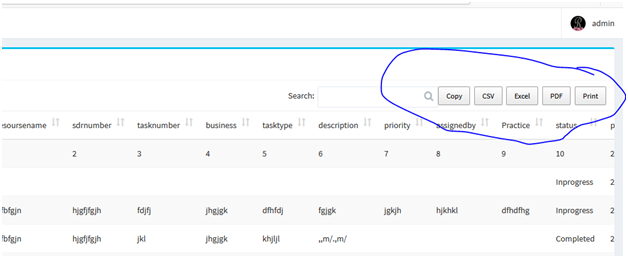 admin
Search: Copy CSV Excel PDF Print
soursename sdrnumber tasknumber business tasktype description priority assignedby Practice status p
2 3 4 5 6 7 8 9 10 2
Inprogress 2
fbfgjn hjgfjfgjh fdjfj jhgjgk dfhfdj fgjgk jgkjh hjkhkl dfhdfhg Inprogress 2
fbfgjn hjgfjfgjh jkl jhgjgk khjljl ,,m/.,m/ Completed 2